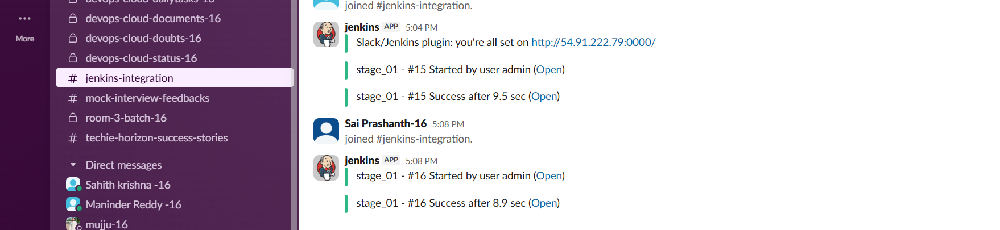 More
devops-cloud-dailytasks-16
devops-cloud-documents-16
devops-cloud-doubts-16
devops-cloud-status-16
# jenkins-integration
# mock-interview-feedbacks
room-3-batch-16
# techie-horizon-success-stories
Direct messages
Sahith krishna -16
Maninder Reddy -16
mujju-16
joined #jenkins-integration.
jenkins APP 5:04 PM
Slack/Jenkins plugin: you're all set on http://54.91.222.79:0000/
stage_01 - #15 Started by user admin (Open)
stage_01 - #15 Success after 9.5 sec (Open)
Sai Prashanth-16 5:08 PM
joined #jenkins-integration.
jenkins APP 5:08 PM
stage_01 - #16 Started by user admin (Open)
stage_01 - #16 Success after 8.9 sec (Open)